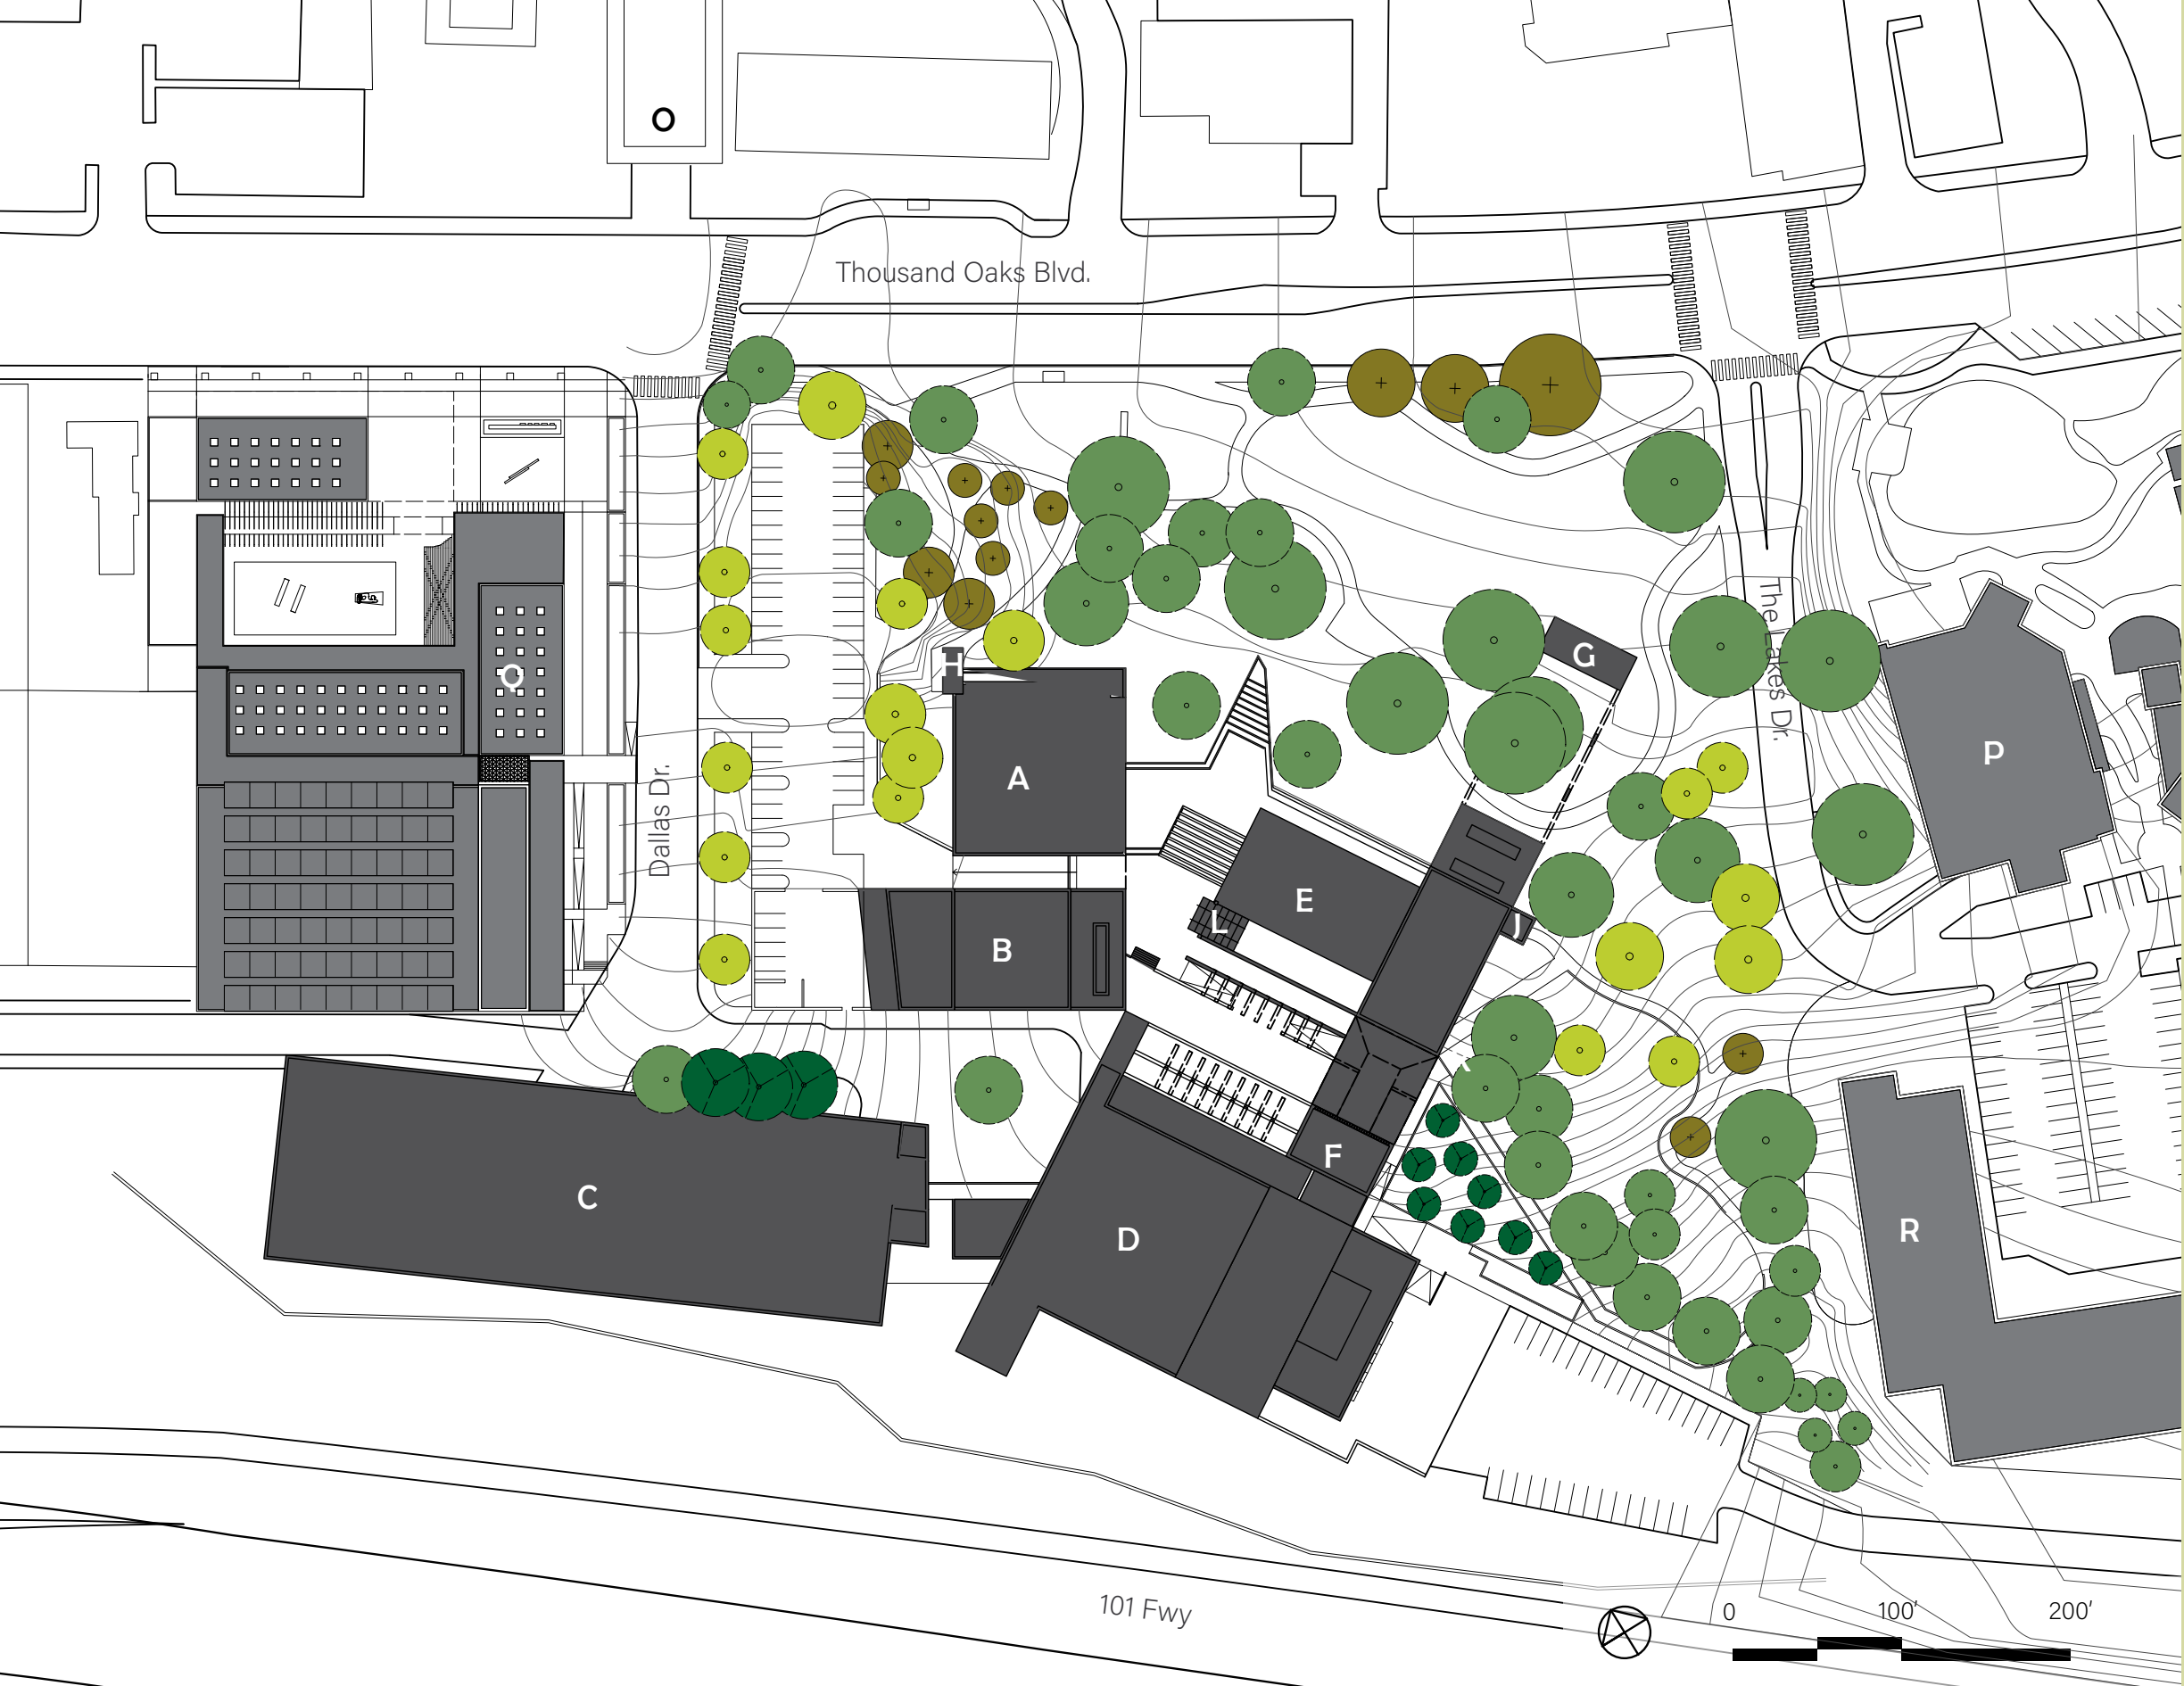 O
Thousand Oaks Blvd.
H
G
Q
The Lakes Dr.
A
P
Dallas Dr.
E
L
J
B
K
F
C
D
R
101 Fwy
0
100'
200'